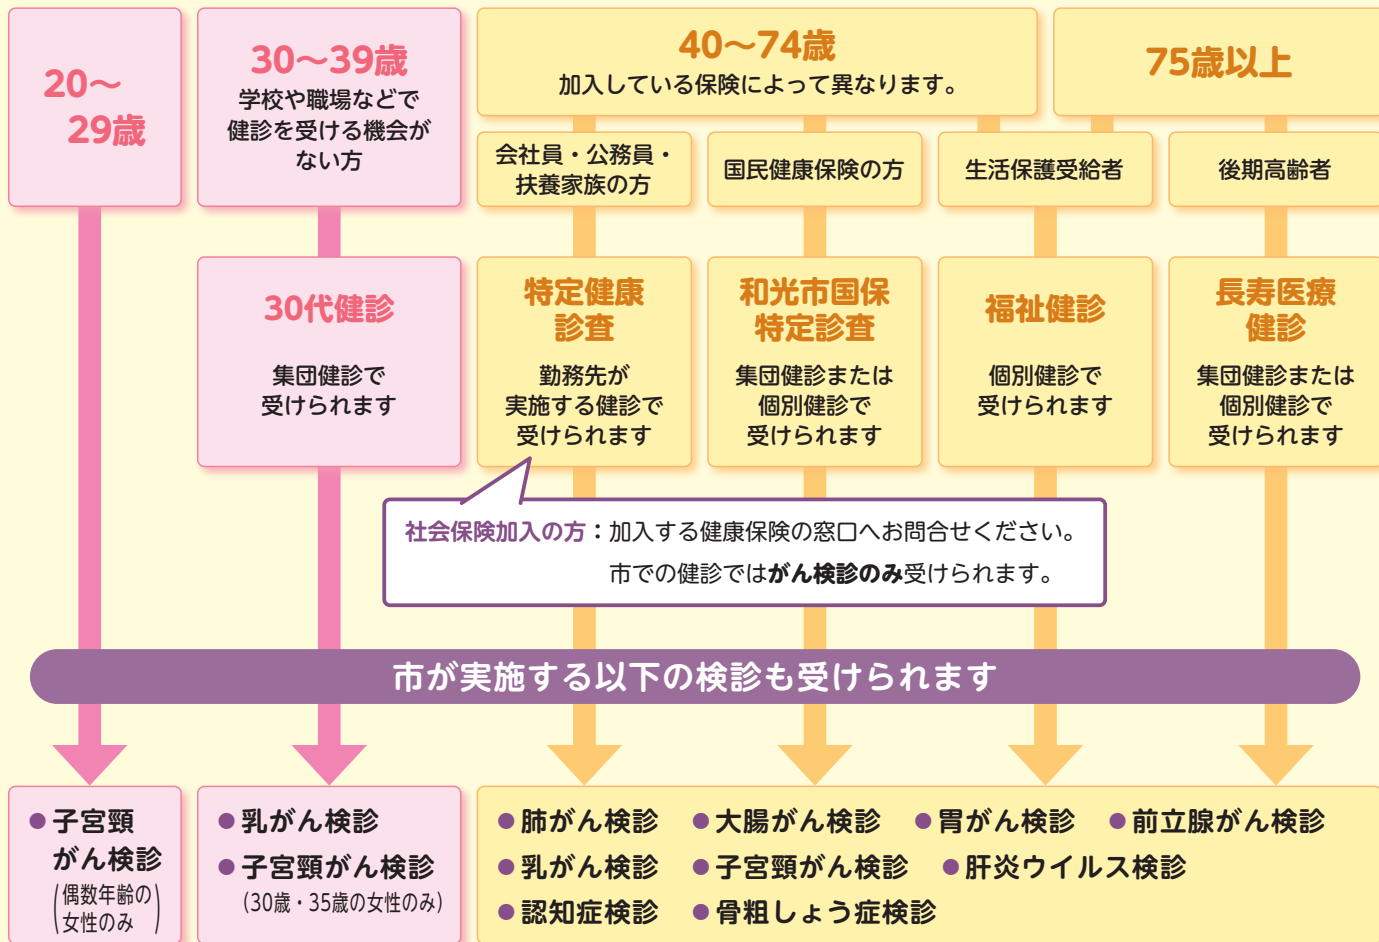 20～
29歳
30～39歳
学校や職場などで
健診を受ける機会が
ない方
40～74歳
加入している保険によって異なります。
75歳以上
会社員・公務員・
扶養家族の方
国民健康保険の方
生活保護受給者
後期高齢者
30代健診
集団健診で
受けられます
特定健康
診査
勤務先が
実施する健診で
受けられます
和光市国保
特定診査
集団健診または
個別健診で
受けられます
福祉健診
個別健診で
受けられます
長寿医療
健診
集団健診または
個別健診で
受けられます
社会保険加入の方：加入する健康保険の窓口へお問合せください。
市での健診ではがん検診のみ受けられます。
市が実施する以下の検診も受けられます
●子宮頸
がん検診
(偶数年齢の
女性のみ)
●乳がん検診
●子宮頸がん検診
(30歳・35歳の女性のみ)
●肺がん検診 ●大腸がん検診 ●胃がん検診 ●前立腺がん検診
●乳がん検診 ●子宮頸がん検診 ●肝炎ウイルス検診
●認知症検診 ●骨粗しょう症検診